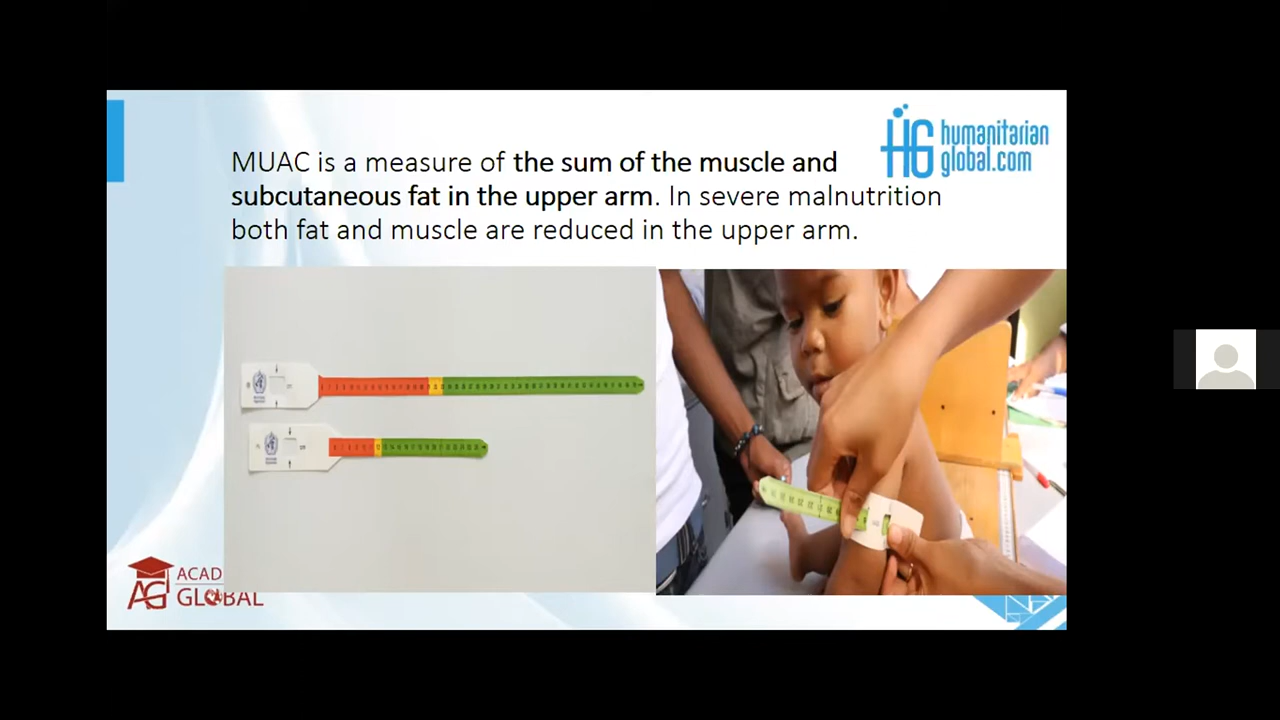 humanitarian
global.com
MUAC is a measure of the sum of the muscle and
subcutaneous fat in the upper arm. In severe malnutrition
both fat and muscle are reduced in the upper arm.
ACAD
AG GLOBAL